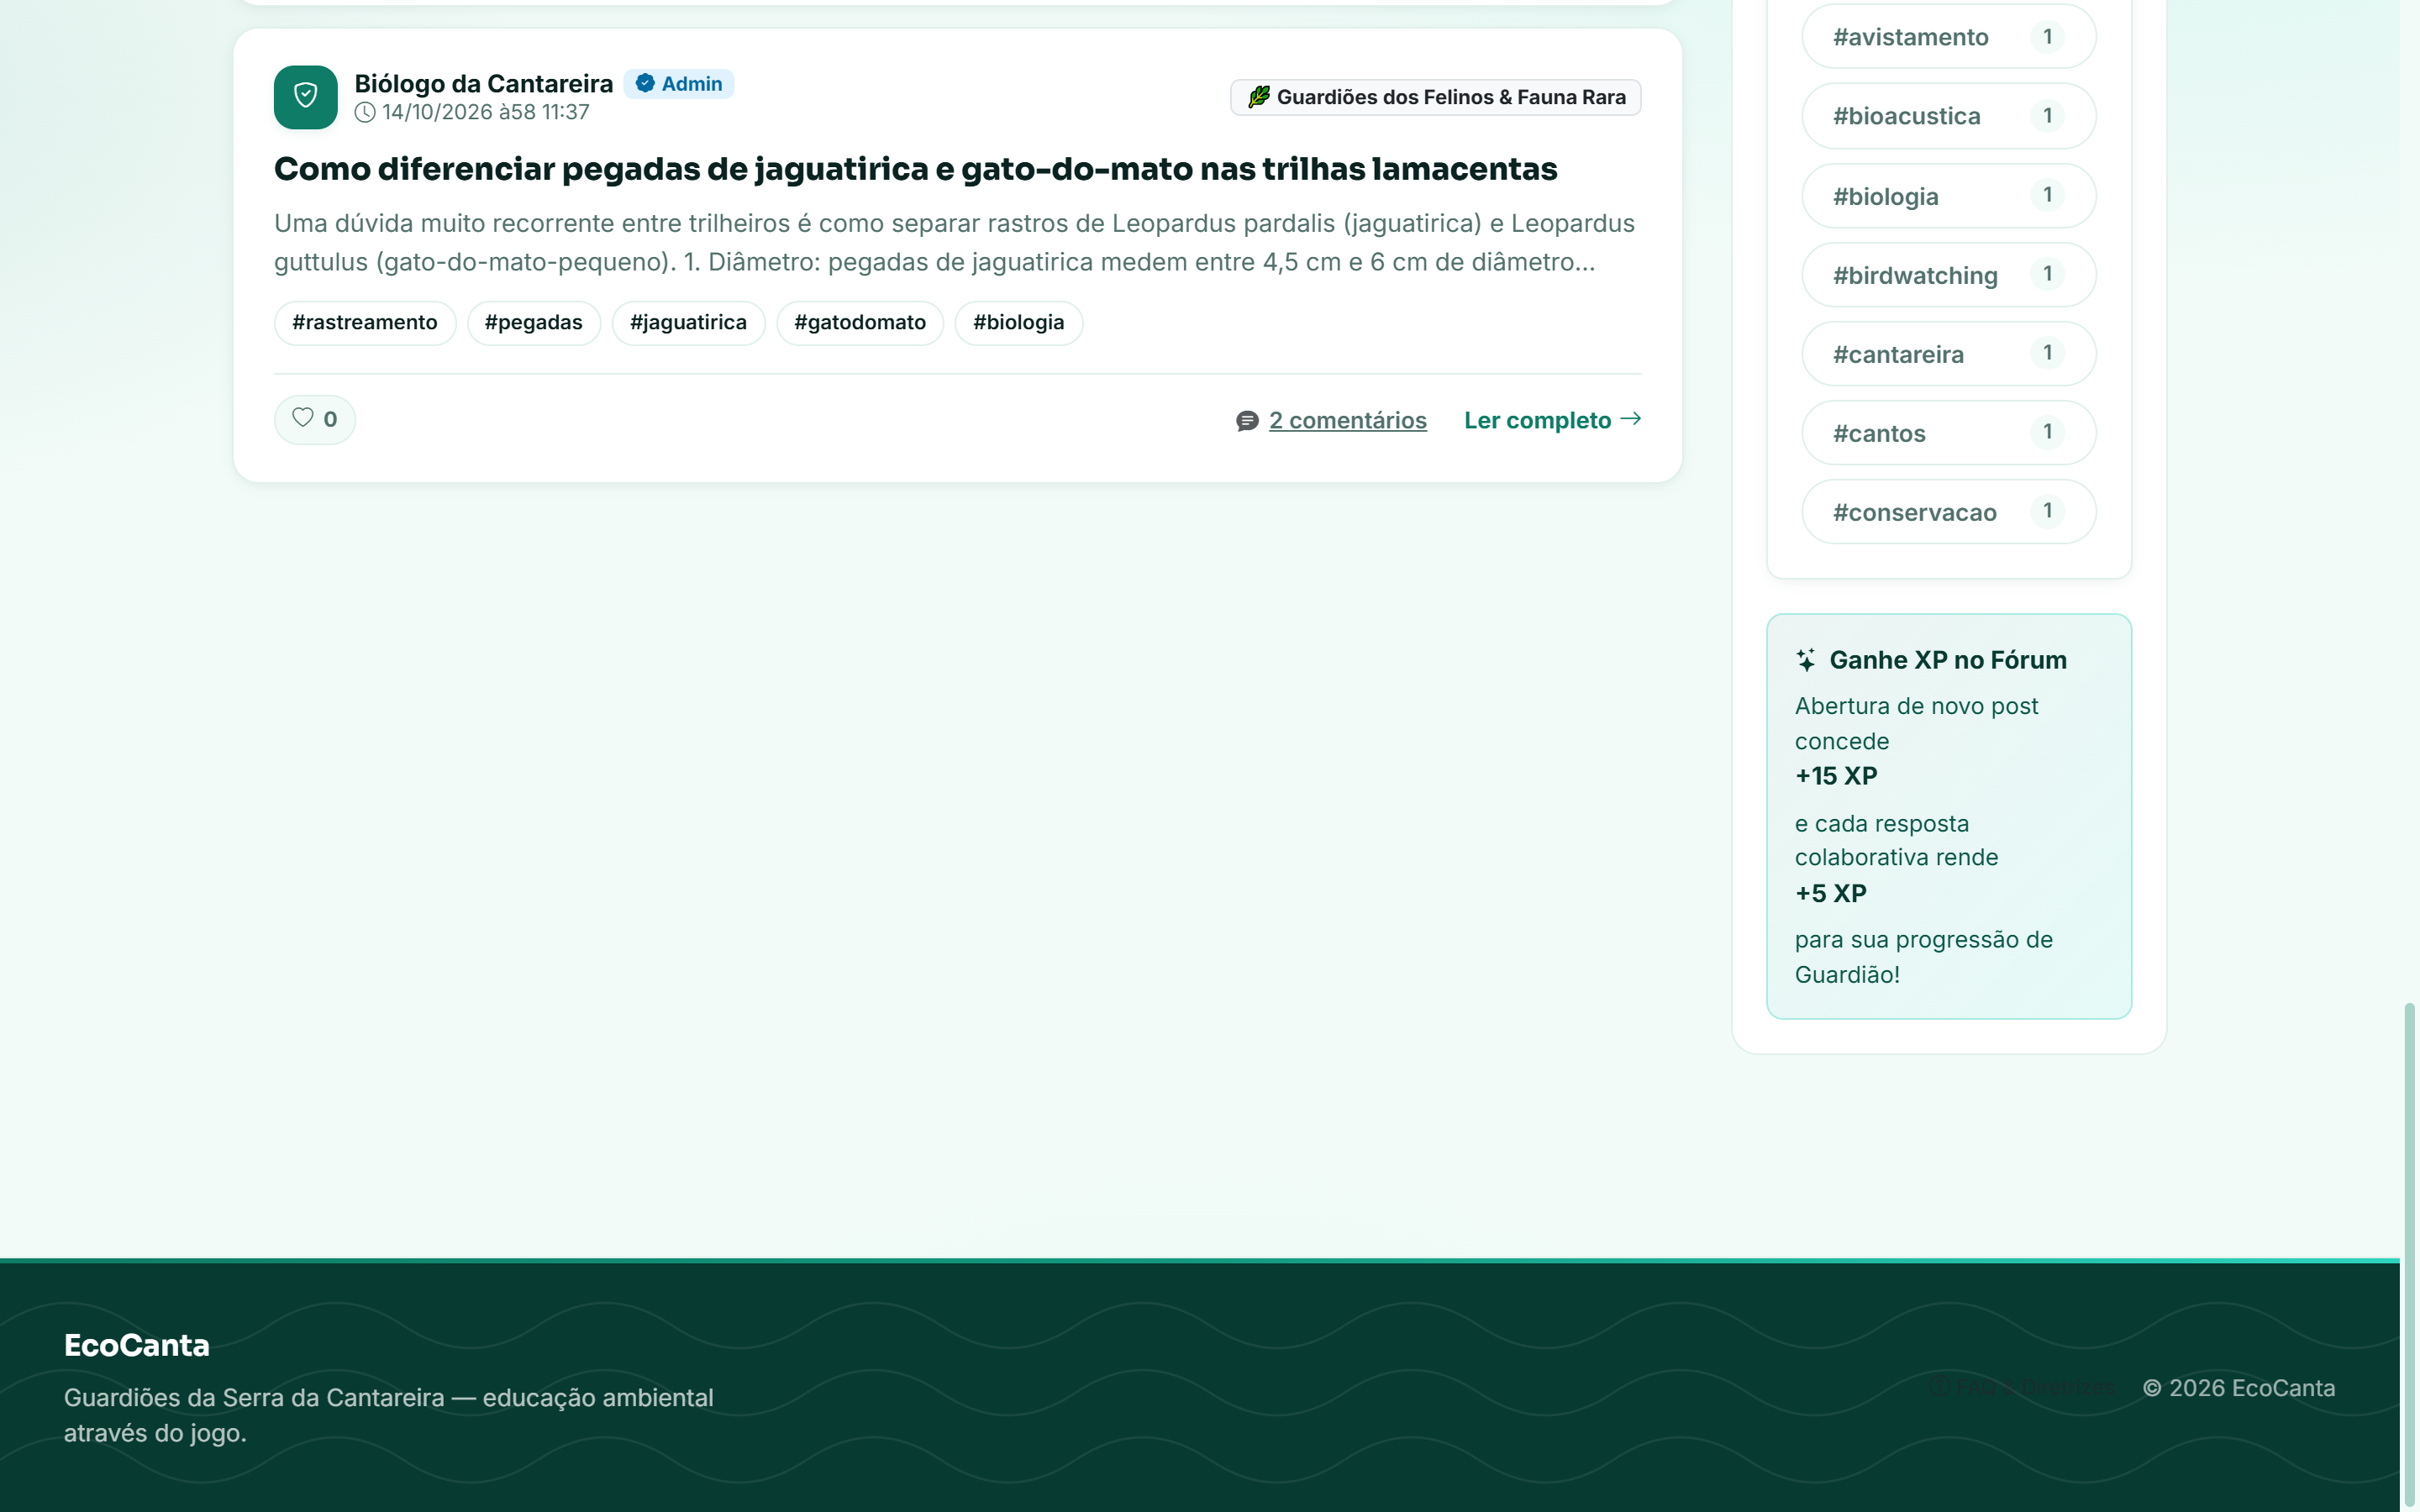 Biólogo da Cantareira Admin
14/10/2026 à58 11:37
Guardiões dos Felinos & Fauna Rara
Como diferenciar pegadas de jaguatirica e gato-do-mato nas trilhas lamacentas
Uma dúvida muito recorrente entre trilheiros é como separar rastros de Leopardus pardalis (jaguatirica) e Leopardus
guttulus (gato-do-mato-pequeno). 1. Diâmetro: pegadas de jaguatirica medem entre 4,5 cm e 6 cm de diâmetro...
#rastreamento #pegadas #jaguatirica #gatodomato #biologia
0
2 comentários Ler completo →
#avistamento 1
#bioacustica 1
#biologia 1
#birdwatching 1
#cantareira 1
#cantos 1
#conservacao 1
Ganhe XP no Fórum
Abertura de novo post
concede
+15 XP
e cada resposta
colaborativa rende
+5 XP
para sua progressão de
Guardião!
EcoCanta
Guardiões da Serra da Cantareira — educação ambiental
através do jogo.
FAQ & Diretrizes
© 2026 EcoCanta